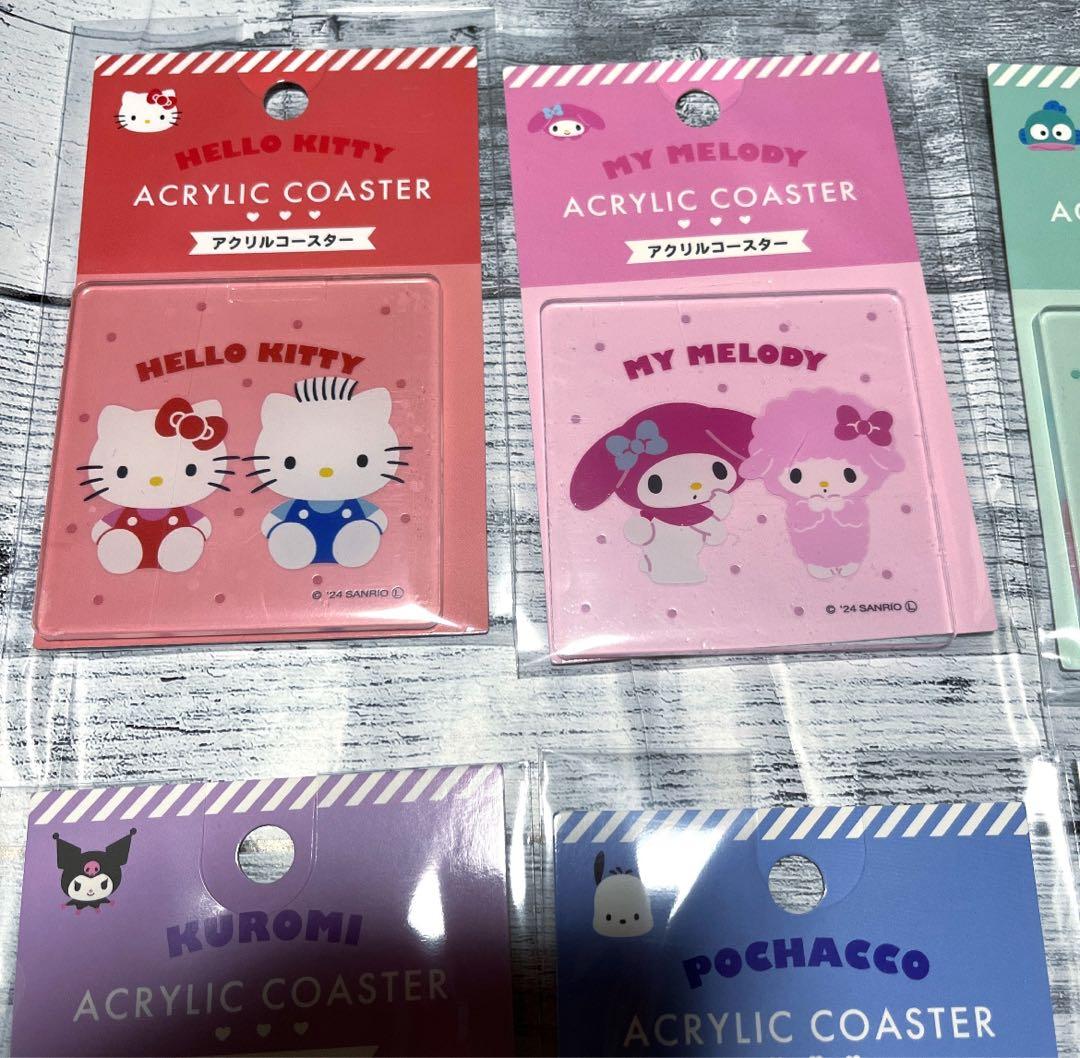 HELLO KITTY
ACRYLIC COASTER
アクリルコースター
HELLO KITTY
© '24 SANRIO Ⓛ
MY MELODY
ACRYLIC COASTER
アクリルコースター
MY MELODY
© '24 SANRIO Ⓛ
AC
KUROMI
ACRYLIC COASTER
POCHACCO
ACRYLIC COASTER